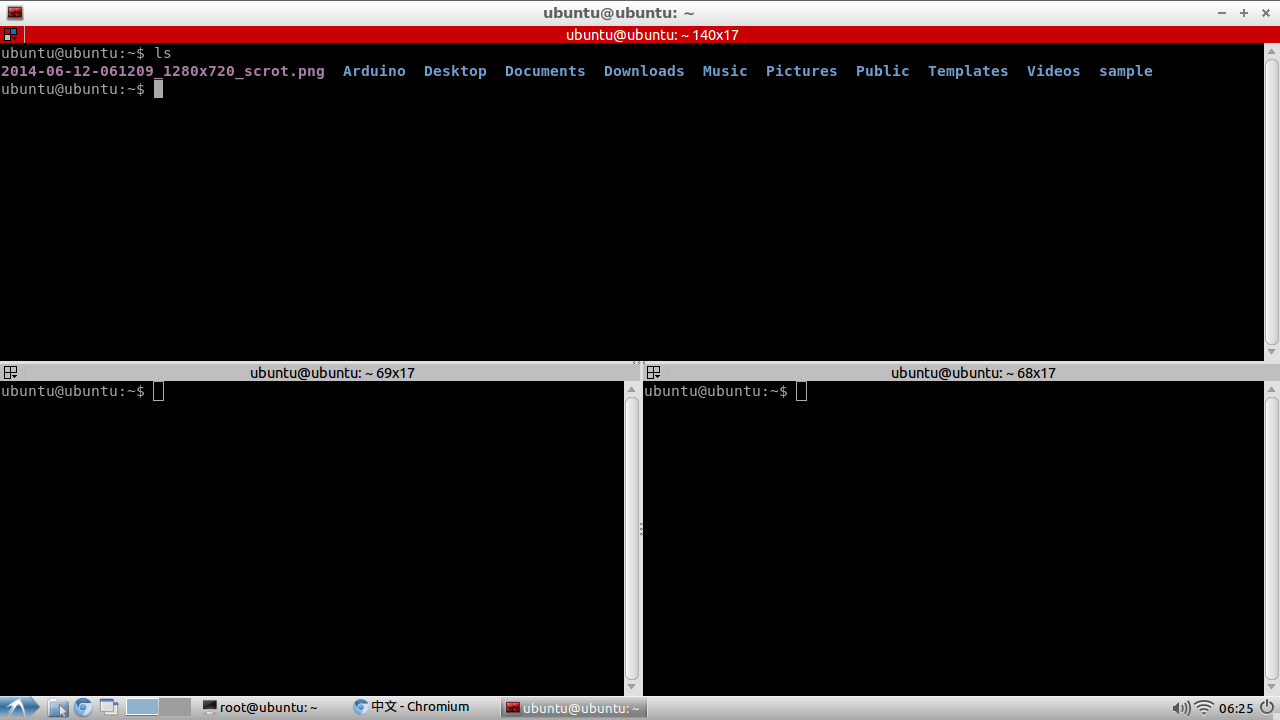 ubuntu@ubuntu: ~
ubuntu@ubuntu: ~ 140x17
ubuntu@ubuntu:~$ ls
2014-06-12-061209_1280x720_scrot.png Arduino Desktop Documents Downloads Music Pictures Public Templates Videos sample
ubuntu@ubuntu:~$
ubuntu@ubuntu: ~ 69x17
ubuntu@ubuntu:~$
ubuntu@ubuntu: ~ 68x17
ubuntu@ubuntu:~$
root@ubuntu: ~
中文 - Chromium
ubuntu@ubuntu: ~
06:25